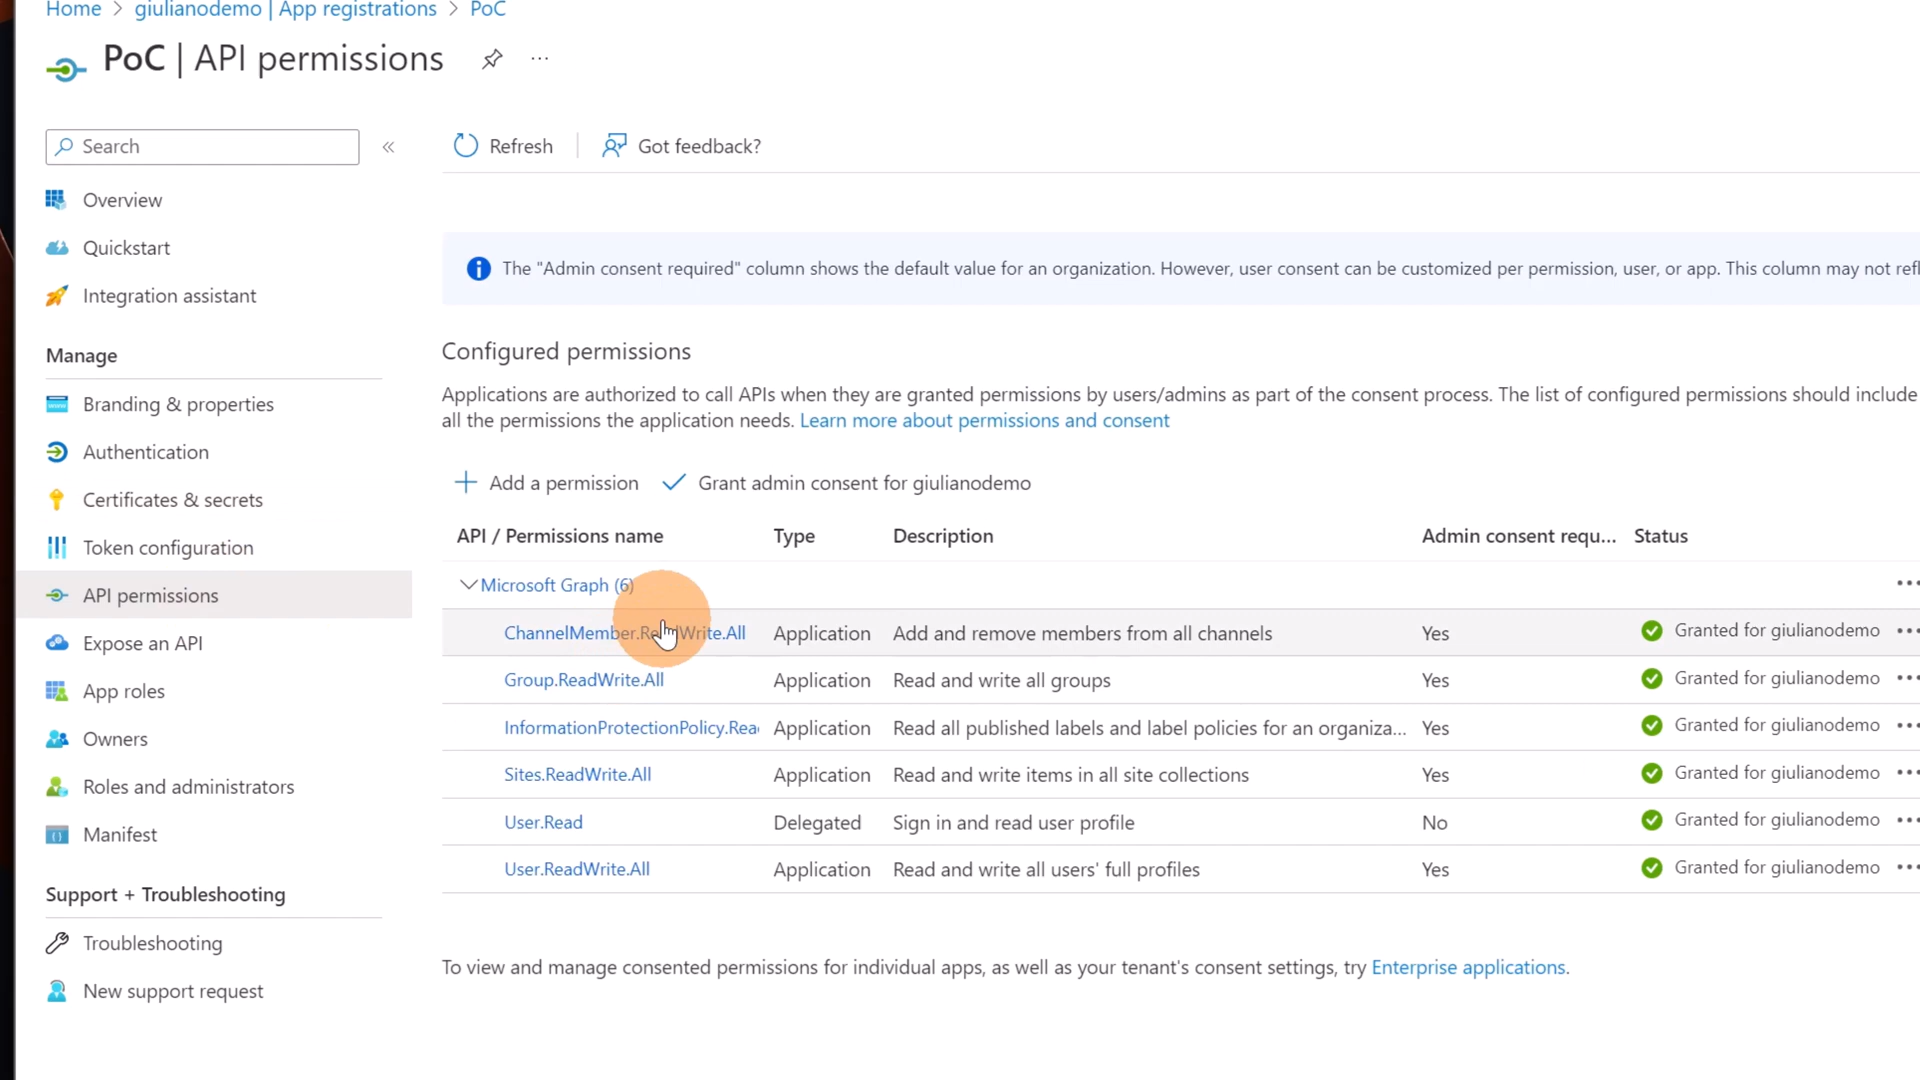 Home > giulianodemo | App registrations > PoC
PoC | API permissions
Search
Refresh
Got feedback?
Overview
Quickstart
Integration assistant
The "Admin consent required" column shows the default value for an organization. However, user consent can be customized per permission, user, or app. This column may not refl
Manage
Branding & properties
Authentication
Certificates & secrets
Token configuration
API permissions
Expose an API
App roles
Owners
Roles and administrators
Manifest
Support + Troubleshooting
Troubleshooting
New support request
Configured permissions
Applications are authorized to call APIs when they are granted permissions by users/admins as part of the consent process. The list of configured permissions should include
all the permissions the application needs. Learn more about permissions and consent
Add a permission
Grant admin consent for giulianodemo
API / Permissions name Type Description Admin consent requ... Status
Microsoft Graph (6)
ChannelMember.ReadWrite.All Application Add and remove members from all channels Yes Granted for giulianodemo
Group.ReadWrite.All Application Read and write all groups Yes Granted for giulianodemo
InformationProtectionPolicy.Rea Application Read all published labels and label policies for an organiza... Yes Granted for giulianodemo
Sites.ReadWrite.All Application Read and write items in all site collections Yes Granted for giulianodemo
User.Read Delegated Sign in and read user profile No Granted for giulianodemo
User.ReadWrite.All Application Read and write all users' full profiles Yes Granted for giulianodemo
To view and manage consented permissions for individual apps, as well as your tenant's consent settings, try Enterprise applications.